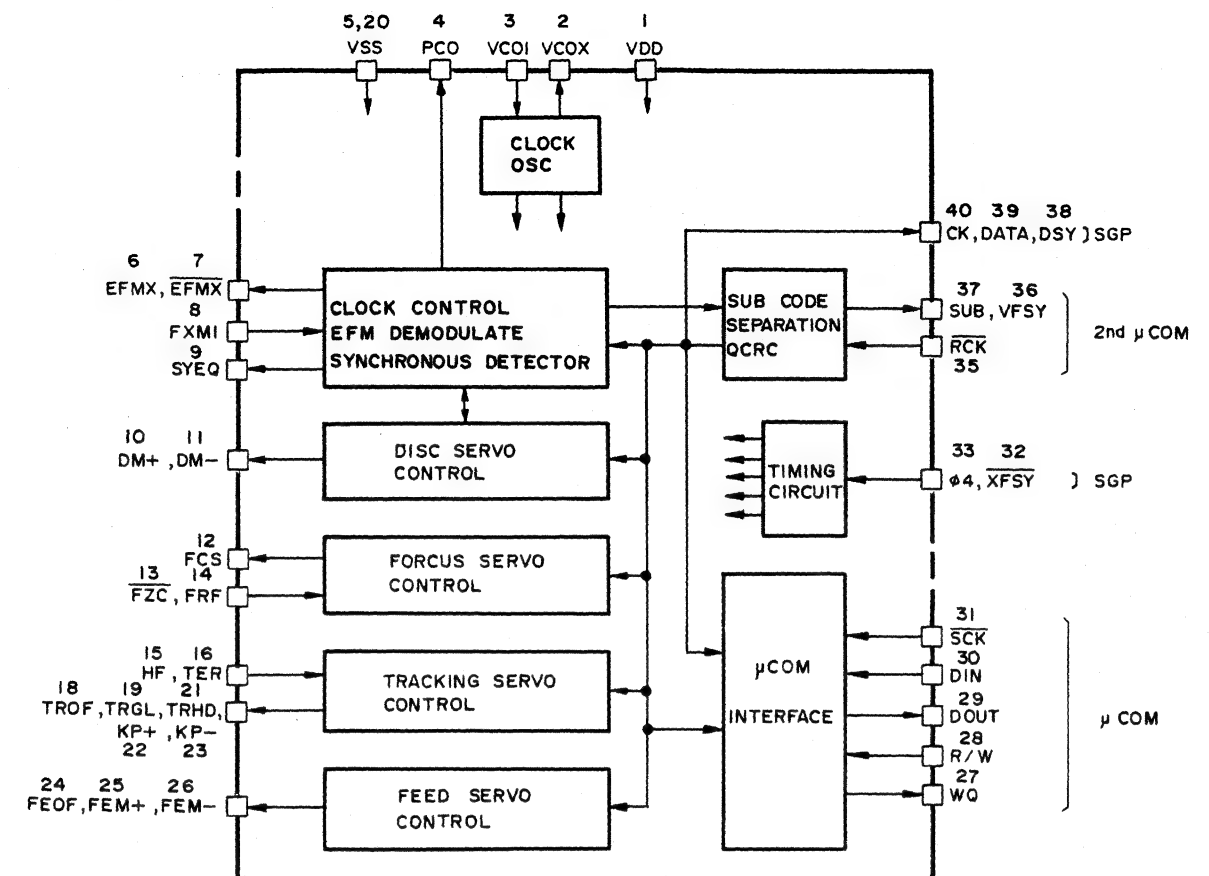 5,20 4 3 2 1
VSS PCO VCOI VCOX VDD
CLOCK
OSC
40 39 38
CK,DATA,DSY)SGP
6 7
EFMX,EFMX
8
FXMI
9
SYEQ
CLOCK CONTROL
EFM DEMODULATE
SYNCHRONOUS DETECTOR
SUB CODE
SEPARATION
QCRC
37 36
SUB,VFSY
RCK
35
2nd μCOM
10 11
DM+,DM-
DISC SERVO
CONTROL
TIMING
CIRCUIT
33 32
φ4,XFSY ) SGP
12
FCS
13 14
FZC,FRF
FORCUS SERVO
CONTROL
15 16
HF,TER
18 19 21
TROF,TRGL,TRHD,
KP+,KP-
22 23
TRACKING SERVO
CONTROL
μCOM
INTERFACE
31
SCK
30
DIN
29
DOUT
28
R/W
27
WQ
μCOM
24 25 26
FEOF,FEM+,FEM-
FEED SERVO
CONTROL